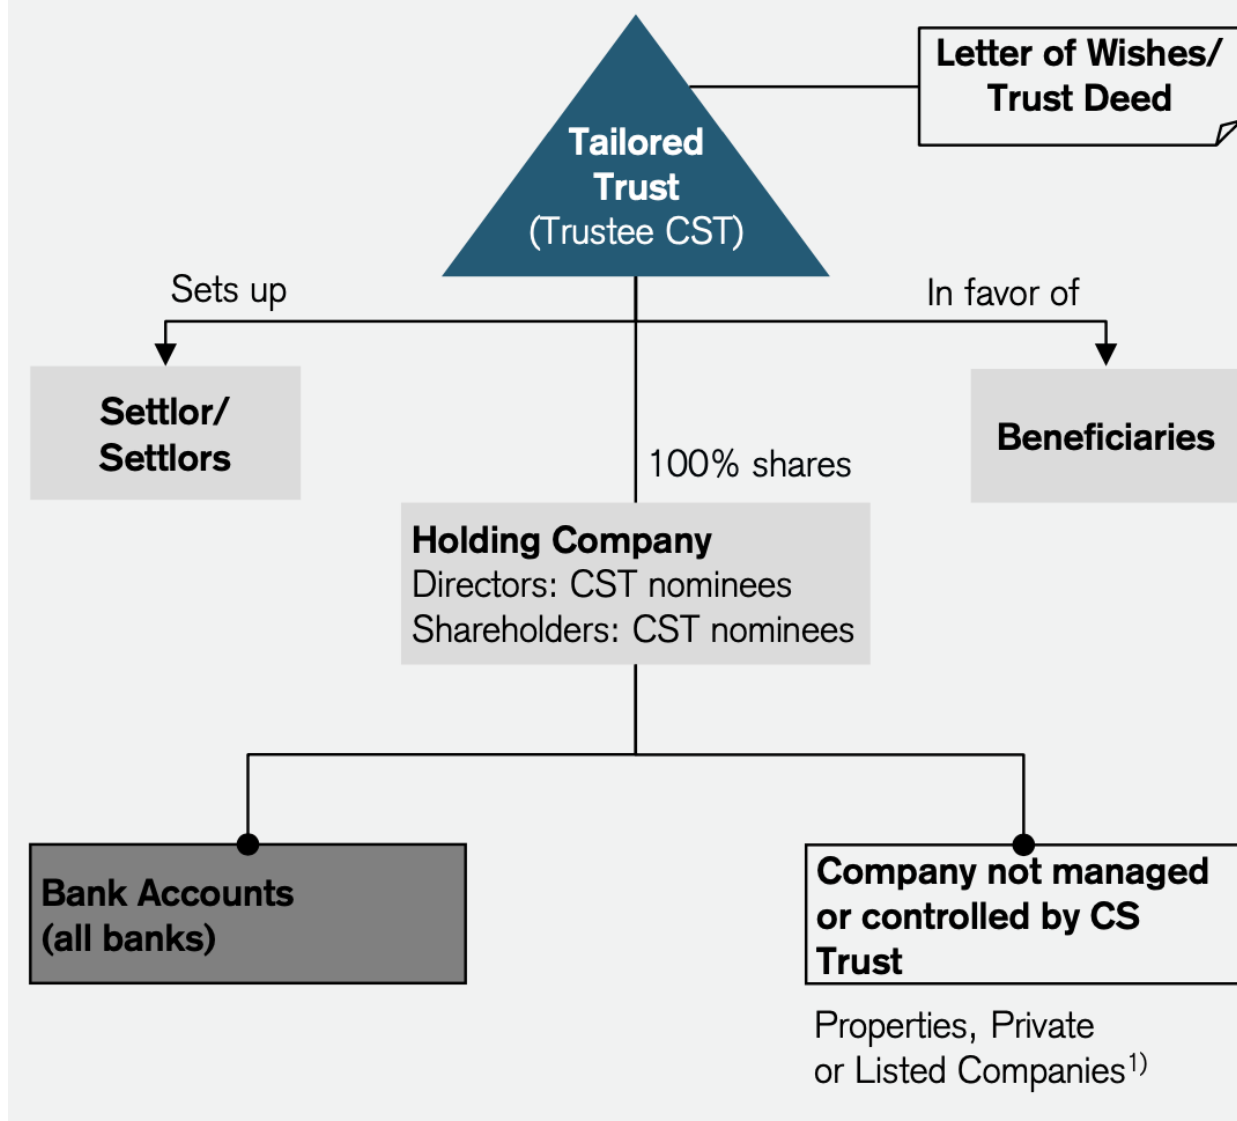 Letter of Wishes/
Trust Deed
Tailored
Trust
(Trustee CST)
Sets up
In favor of
Settlor/
Settlors
Beneficiaries
100% shares
Holding Company
Directors: CST nominees
Shareholders: CST nominees
Bank Accounts
(all banks)
Company not managed
or controlled by CS
Trust
Properties, Private
or Listed Companies¹⁾